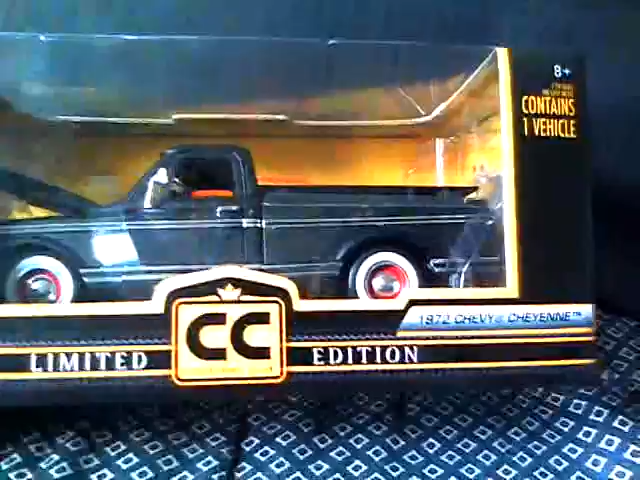 8+
CONTAINS
1 VEHICLE
1972 CHEVY® CHEYENNE™
CC
LIMITED EDITION